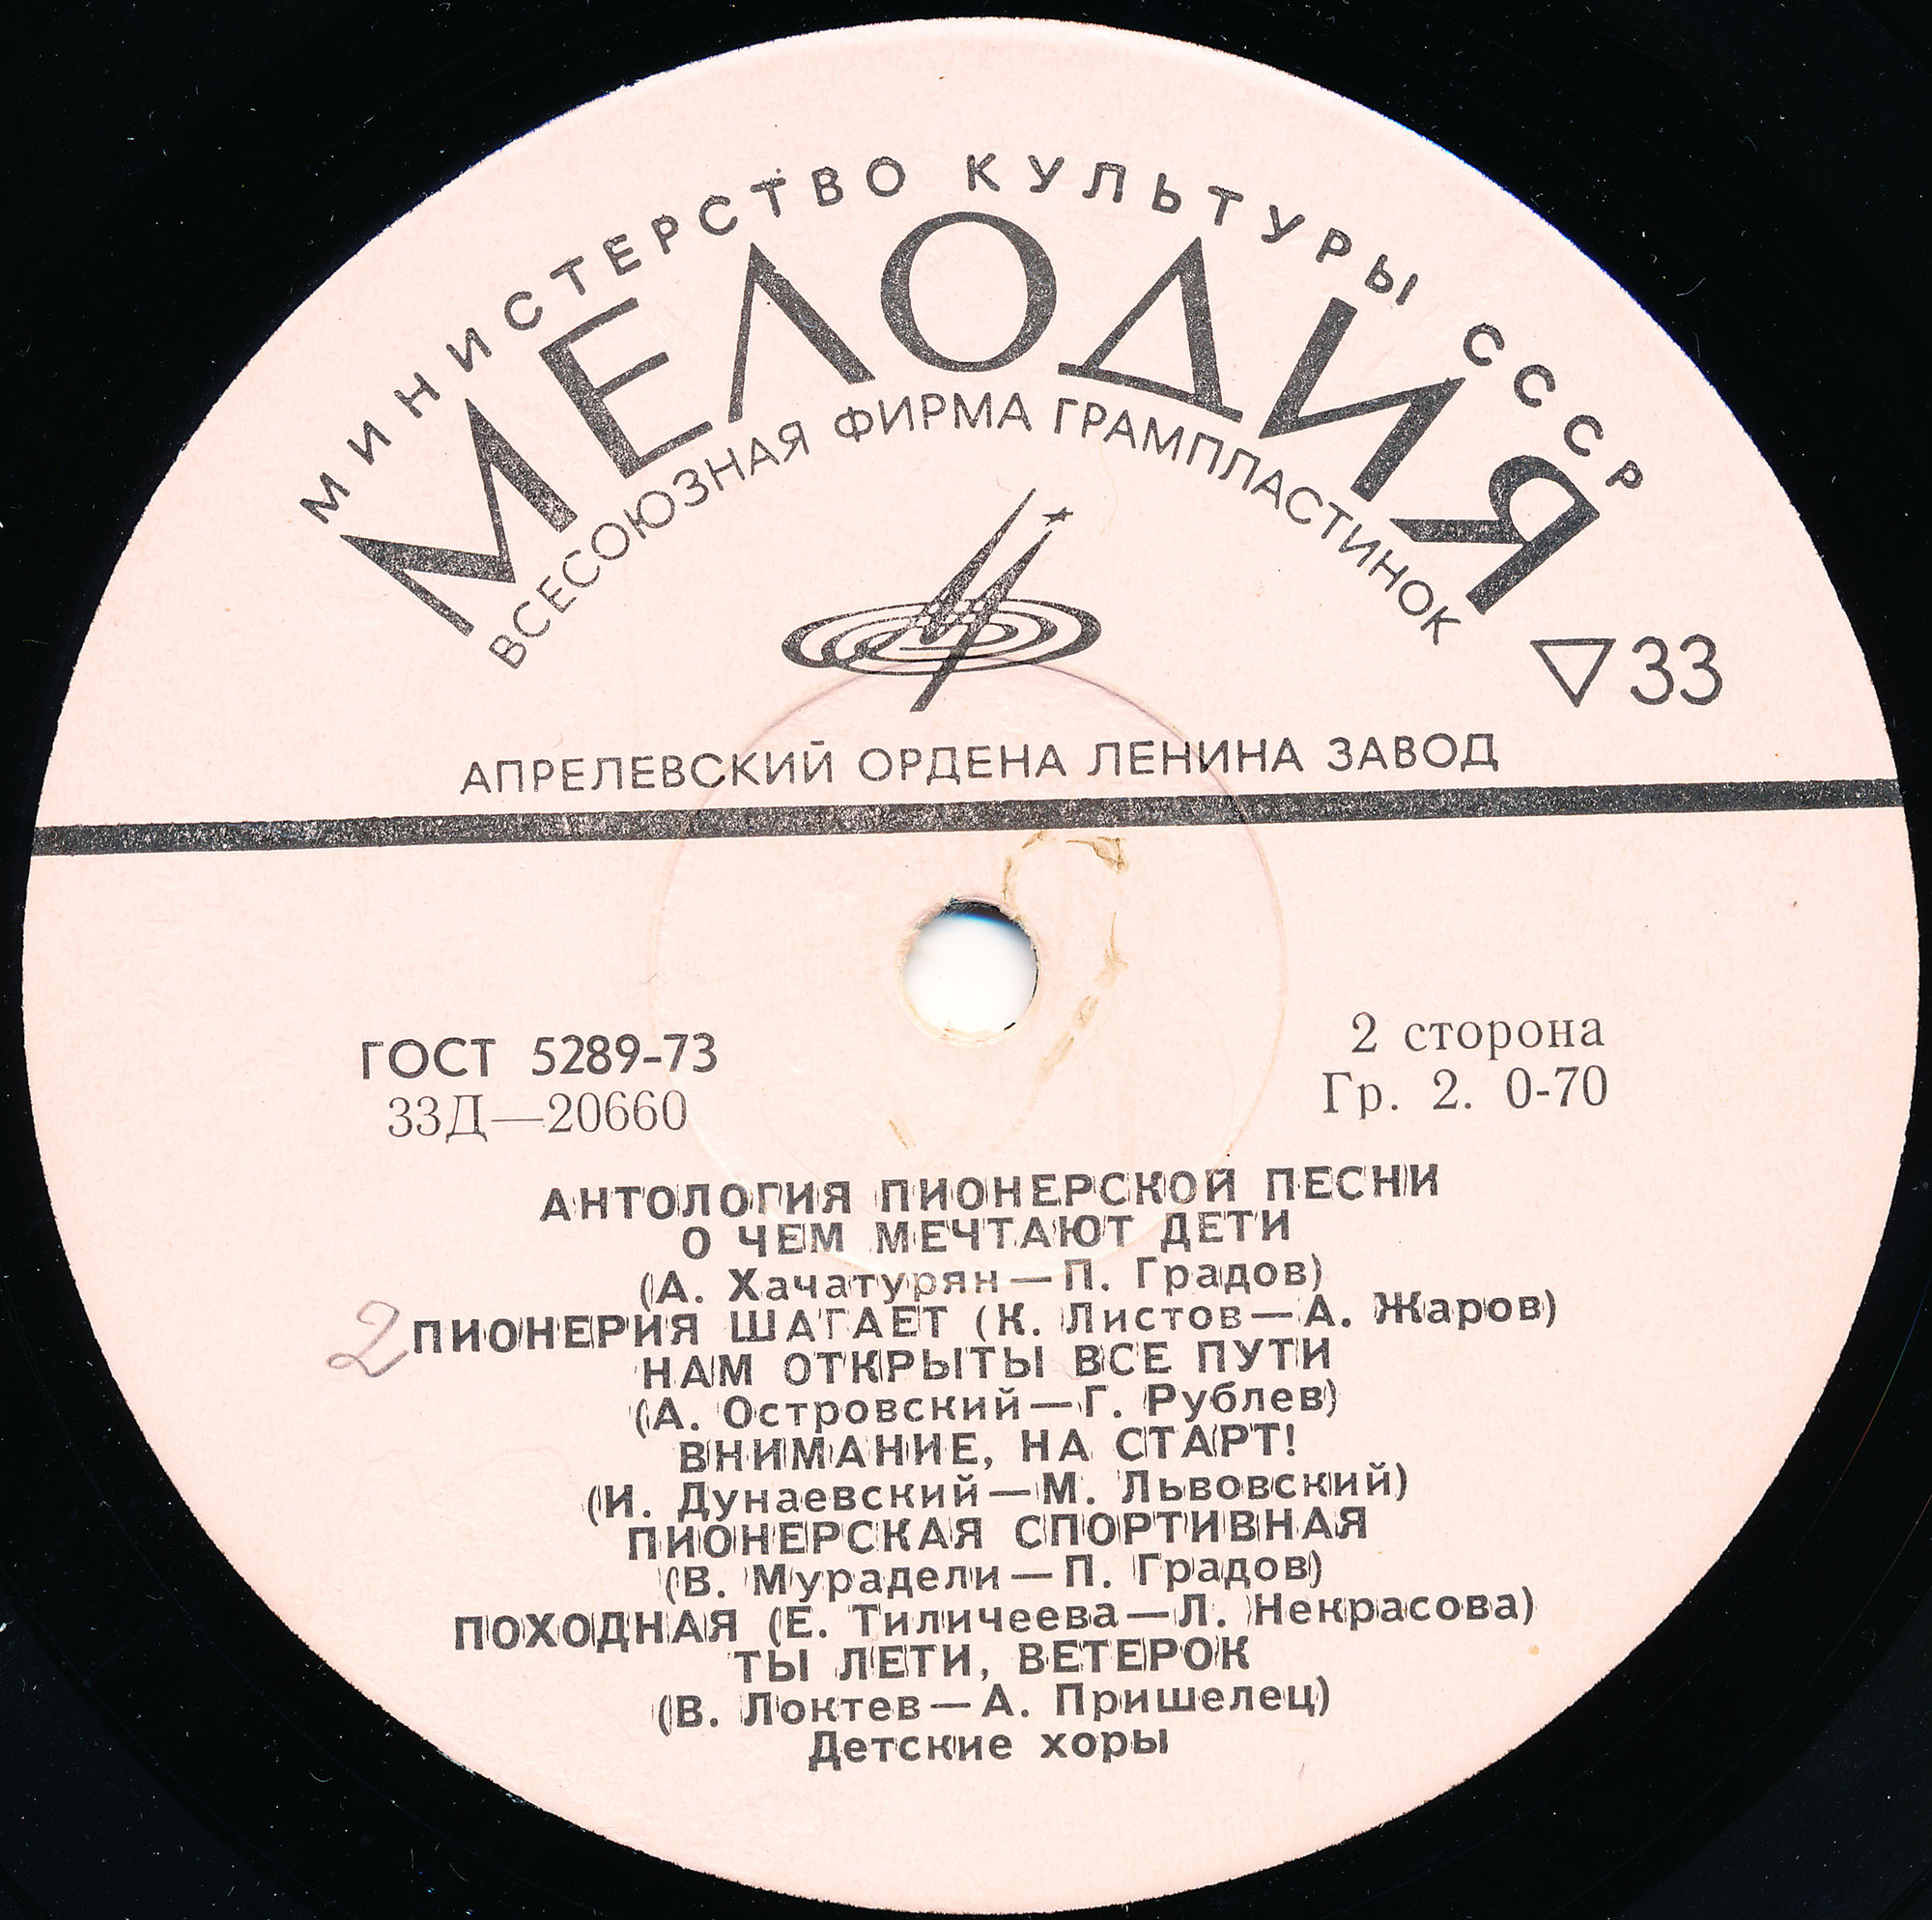 МИНИСТЕРСТВО КУЛЬТУРЫ СССР
МЕЛОДИЯ
ВСЕСОЮЗНАЯ ФИРМА ГРАМПЛАСТИНОК
33
АПРЕЛЕВСКИЙ ОРДЕНА ЛЕНИНА ЗАВОД
ГОСТ 5289-73
33Д—20660
2 сторона
Гр. 2. 0-70
АНТОЛОГИЯ ПИОНЕРСКОЙ ПЕСНИ
О ЧЕМ МЕЧТАЮТ ДЕТИ
(А. Хачатурян—П. Градов)
2 ПИОНЕРИЯ ШАГАЕТ (К. Листов—А. Жаров)
НАМ ОТКРЫТЫ ВСЕ ПУТИ
(А. Островский—Г. Рублев)
ВНИМАНИЕ, НА СТАРТ!
(И. Дунаевский—М. Львовский)
ПИОНЕРСКАЯ СПОРТИВНАЯ
(В. Мурадели—П. Градов)
ПОХОДНАЯ (Е. Тиличеева—Л. Некрасова)
ТЫ ЛЕТИ, ВЕТЕРОК
(В. Локтев—А. Пришелец)
Детские хоры